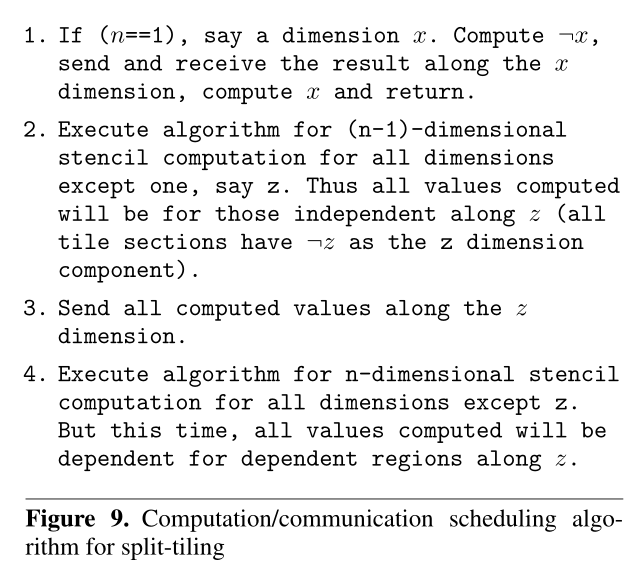 1. If (n==1), say a dimension x. Compute ¬x,
send and receive the result along the x
dimension, compute x and return.
2. Execute algorithm for (n-1)-dimensional
stencil computation for all dimensions
except one, say z. Thus all values computed
will be for those independent along z (all
tile sections have ¬z as the z dimension
component).
3. Send all computed values along the z
dimension.
4. Execute algorithm for n-dimensional stencil
computation for all dimensions except z.
But this time, all values computed will be
dependent for dependent regions along z.
Figure 9. Computation/communication scheduling algo-
rithm for split-tiling